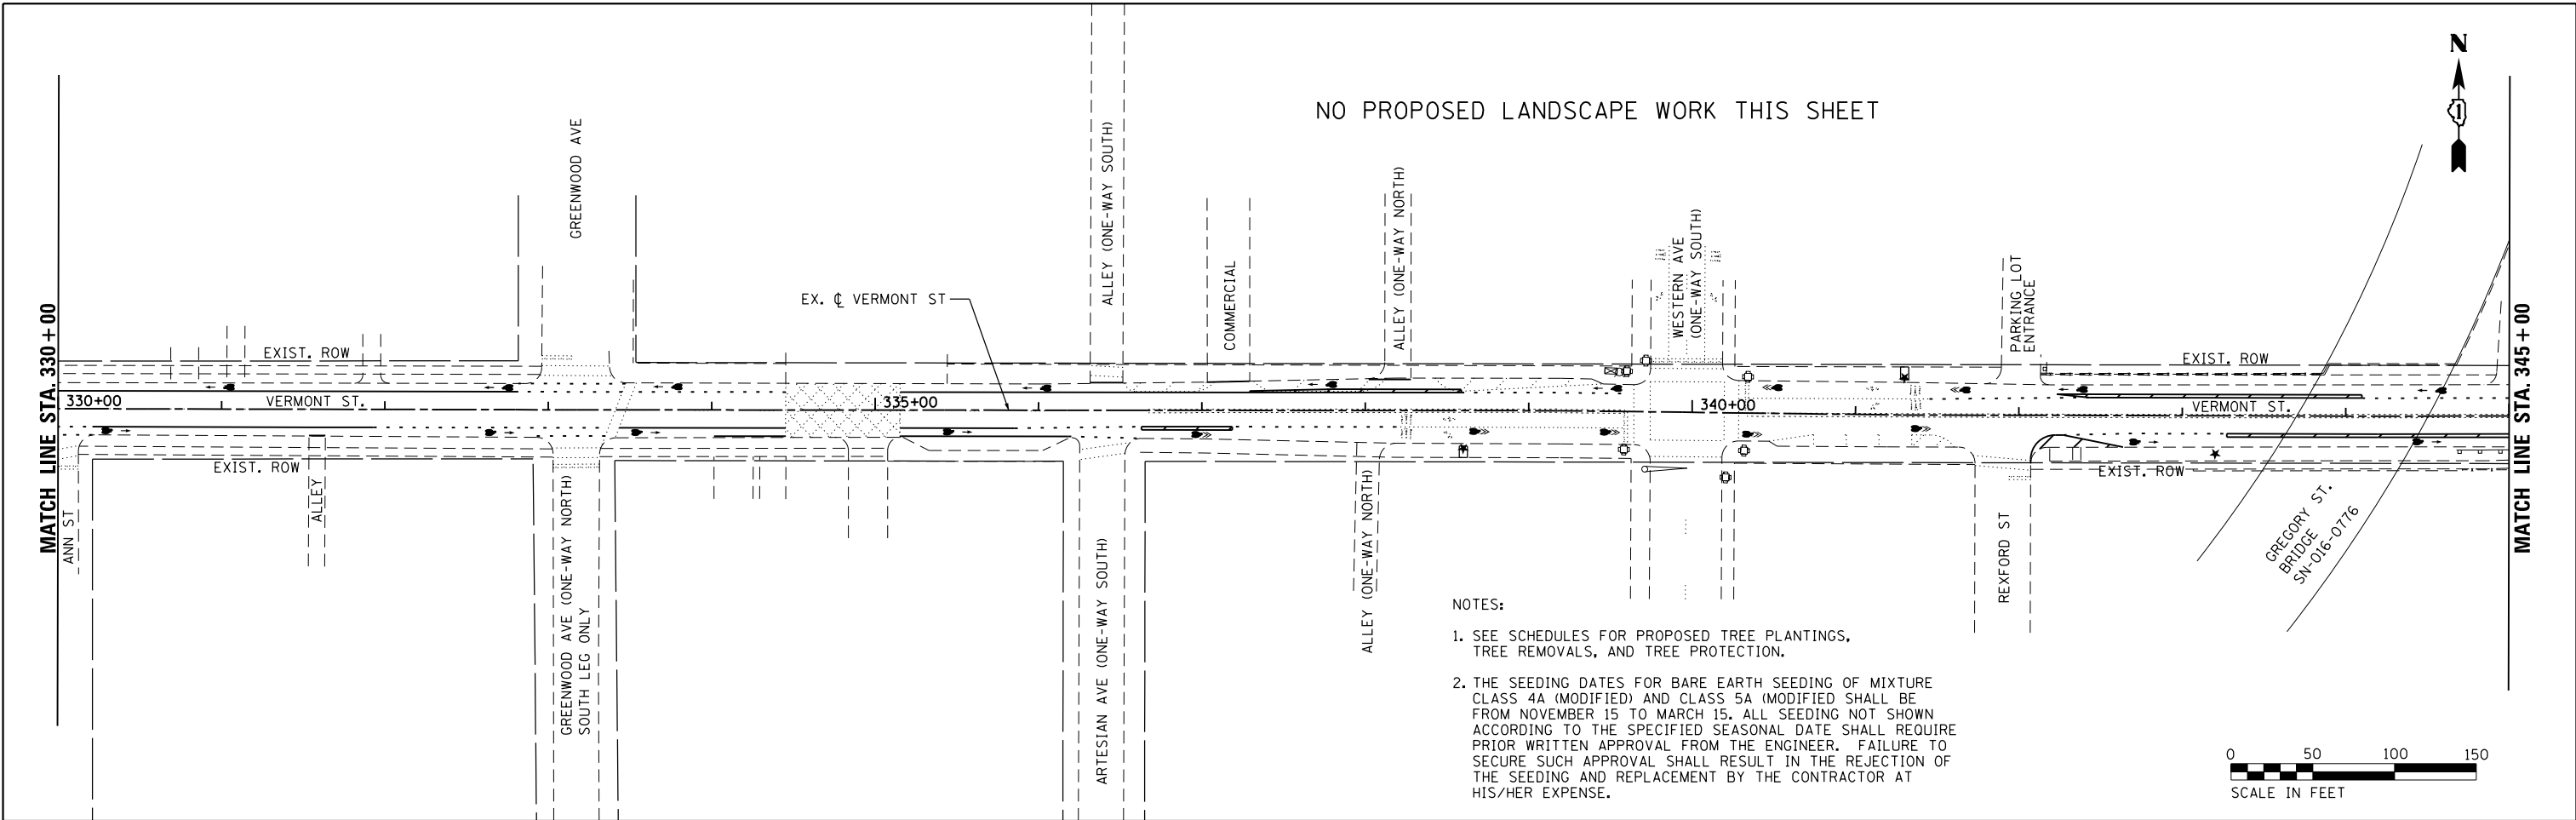 N
1
NO PROPOSED LANDSCAPE WORK THIS SHEET
MATCH LINE STA. 330+00
GREENWOOD AVE
EX. ℄ VERMONT ST
ALLEY (ONE-WAY SOUTH)
COMMERCIAL
ALLEY (ONE-WAY NORTH)
WESTERN AVE
(ONE-WAY SOUTH)
PARKING LOT
ENTRANCE
MATCH LINE STA. 345+00
EXIST. ROW
EXIST. ROW
330+00
VERMONT ST.
335+00
340+00
VERMONT ST.
EXIST. ROW
EXIST. ROW
ANN ST
ALLEY
GREENWOOD AVE (ONE-WAY NORTH)
SOUTH LEG ONLY
ARTESIAN AVE (ONE-WAY SOUTH)
ALLEY (ONE-WAY NORTH)
REXFORD ST
GREGORY ST.
BRIDGE
SN-016-0776
NOTES:
1. SEE SCHEDULES FOR PROPOSED TREE PLANTINGS,
TREE REMOVALS, AND TREE PROTECTION.
2. THE SEEDING DATES FOR BARE EARTH SEEDING OF MIXTURE
CLASS 4A (MODIFIED) AND CLASS 5A (MODIFIED SHALL BE
FROM NOVEMBER 15 TO MARCH 15. ALL SEEDING NOT SHOWN
ACCORDING TO THE SPECIFIED SEASONAL DATE SHALL REQUIRE
PRIOR WRITTEN APPROVAL FROM THE ENGINEER. FAILURE TO
SECURE SUCH APPROVAL SHALL RESULT IN THE REJECTION OF
THE SEEDING AND REPLACEMENT BY THE CONTRACTOR AT
HIS/HER EXPENSE.
0 50 100 150
SCALE IN FEET